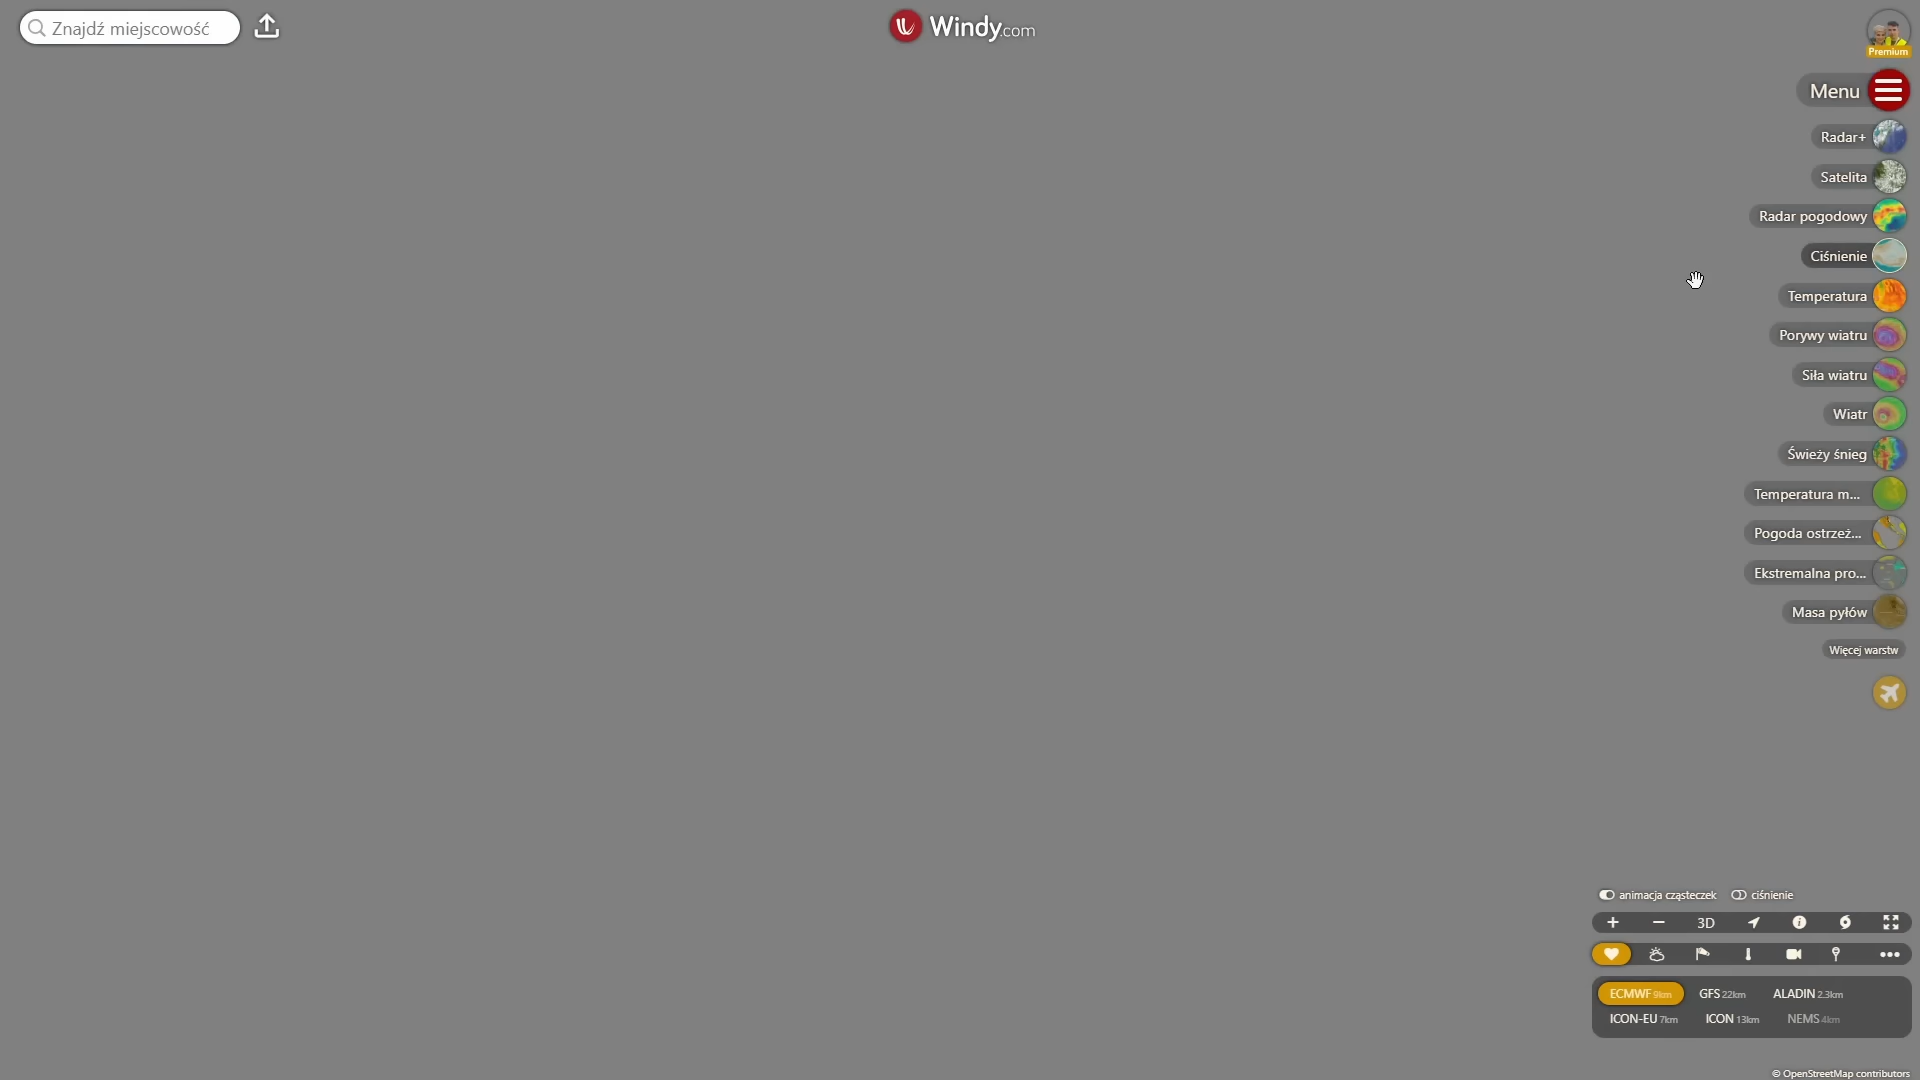 Znajdź miejscowość
Windy.com
Premium
Menu
Radar+
Satelita
Radar pogodowy
Ciśnienie
Temperatura
Porywy wiatru
Siła wiatru
Wiatr
Świeży śnieg
Temperatura m...
Pogoda ostrzeż...
Ekstremalna pro...
Masa pyłów
Więcej warstw
animacja cząsteczek ciśnienie
+ − 3D
•••
ECMWF 9km GFS 22km ALADIN 2.3km
ICON-EU 7km ICON 13km NEMS 4km
© OpenStreetMap contributors